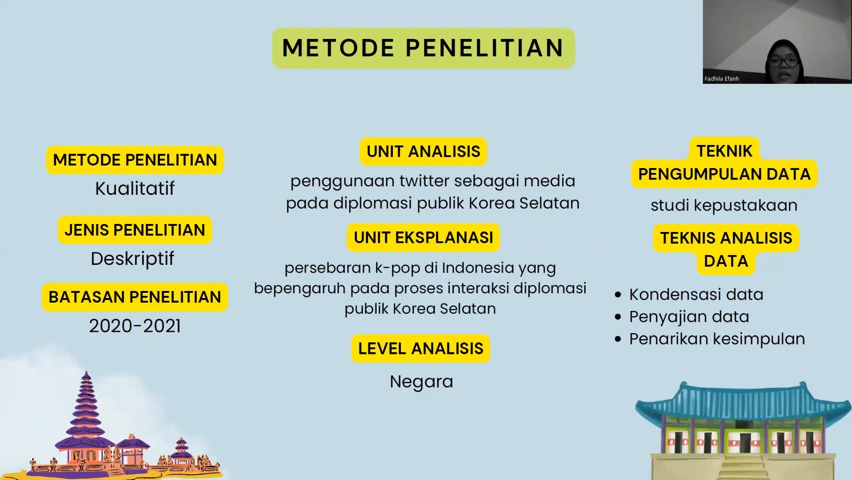 METODE PENELITIAN
Fadhila Efanh
METODE PENELITIAN
Kualitatif
JENIS PENELITIAN
Deskriptif
BATASAN PENELITIAN
2020-2021
UNIT ANALISIS
penggunaan twitter sebagai media
pada diplomasi publik Korea Selatan
UNIT EKSPLANASI
persebaran k-pop di Indonesia yang
bepengaruh pada proses interaksi diplomasi
publik Korea Selatan
LEVEL ANALISIS
Negara
TEKNIK
PENGUMPULAN DATA
studi kepustakaan
TEKNIS ANALISIS
DATA
• Kondensasi data
• Penyajian data
• Penarikan kesimpulan